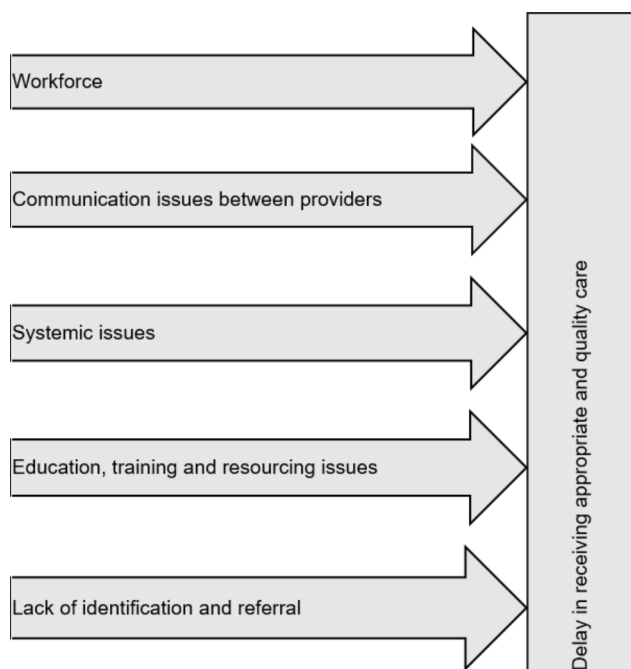 Workforce
Communication issues between providers
Systemic issues
Education, training and resourcing issues
Lack of identification and referral
Delay in receiving appropriate and quality care